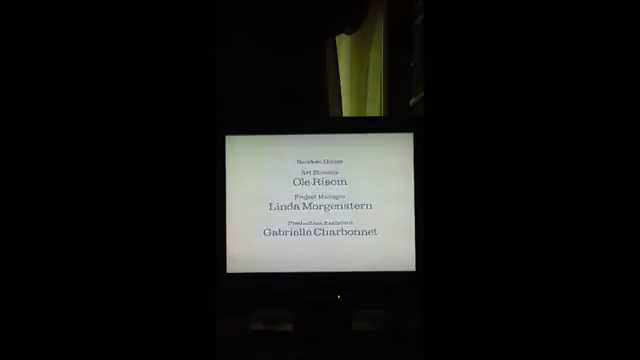 Random House
Art Director
Ole Risom
Project Manager
Linda Morgenstern
Production Assistant
Gabrielle Charbonnet